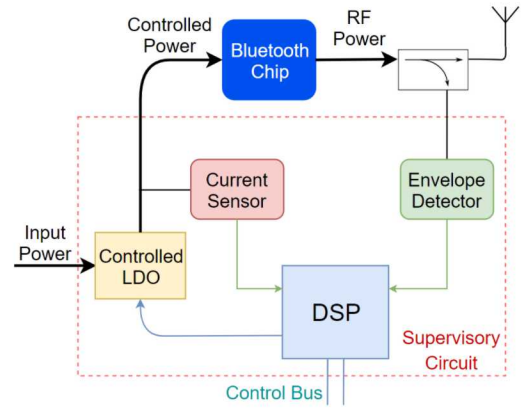 Controlled
Power
RF
Power
Bluetooth
Chip
Current
Sensor
Envelope
Detector
Input
Power
Controlled
LDO
DSP
Supervisory
Circuit
Control Bus